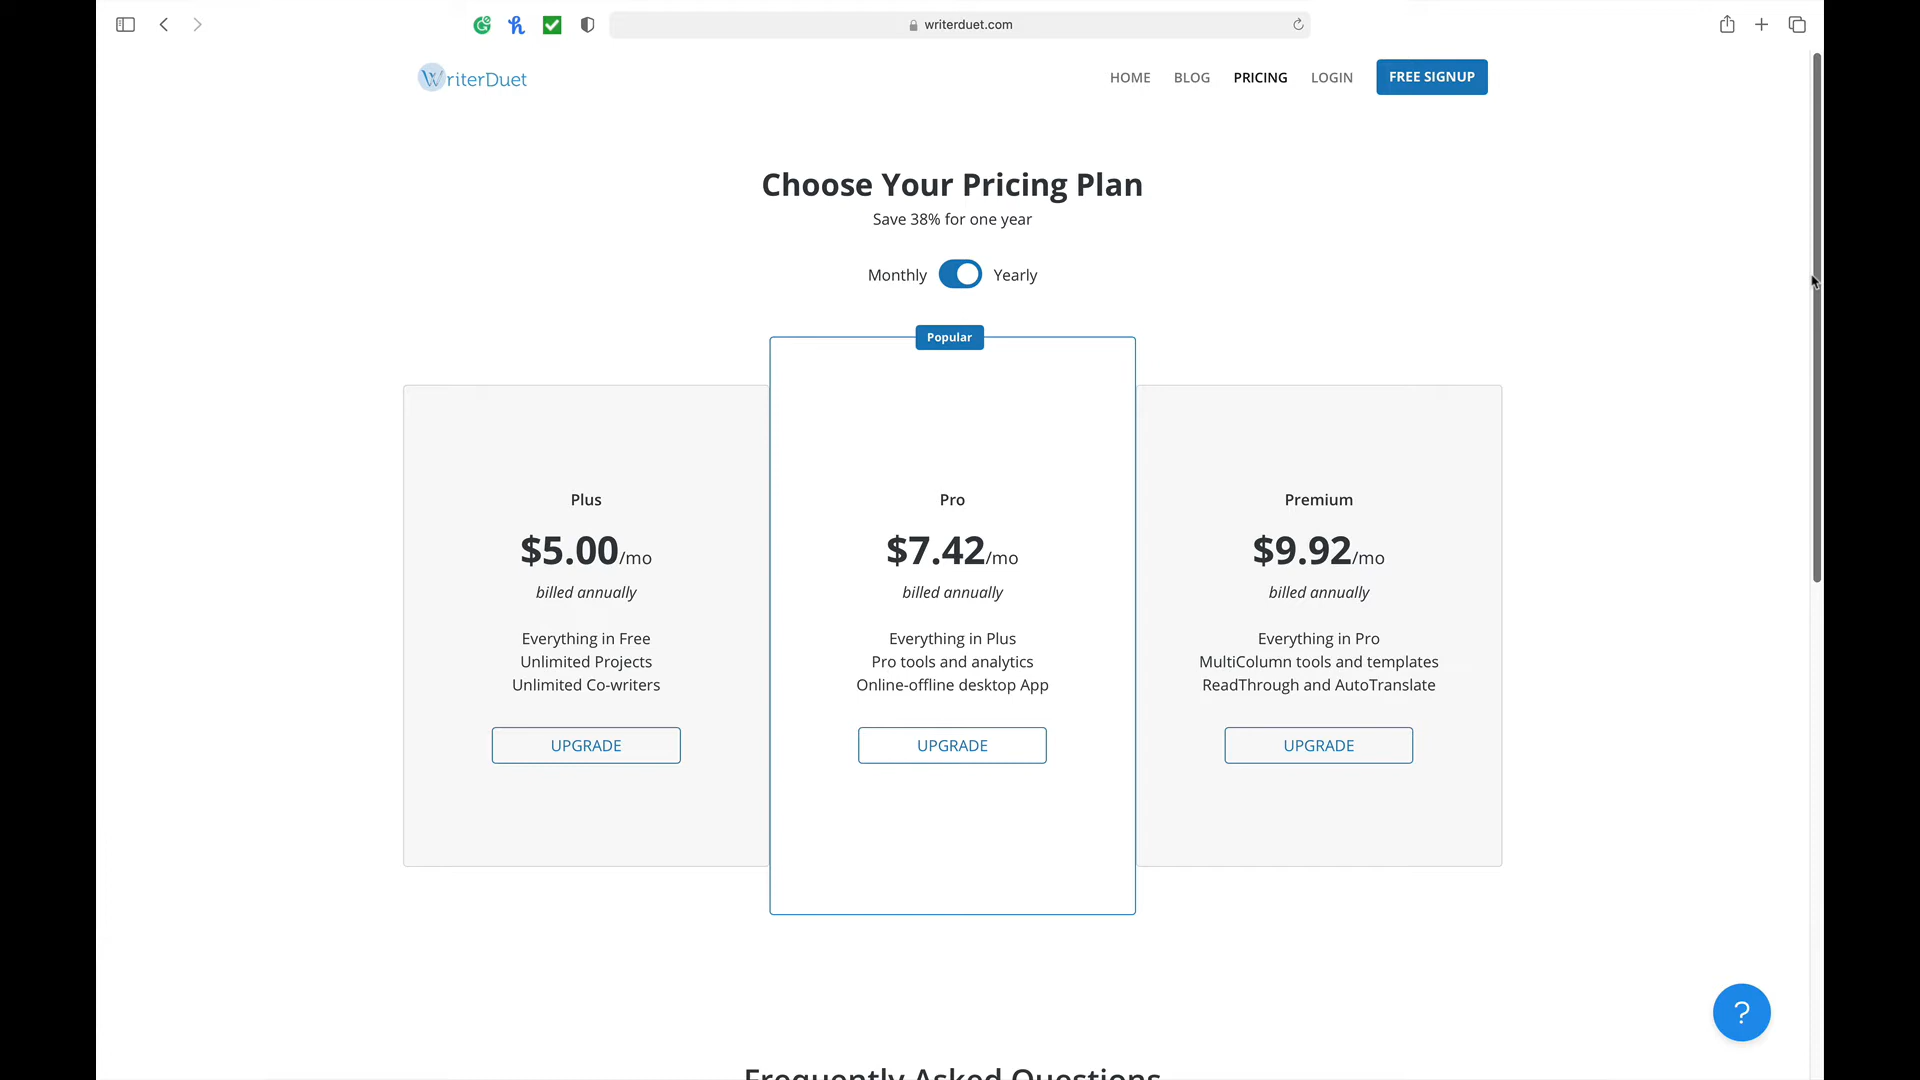 writerduet.com
WriterDuet
HOME BLOG PRICING LOGIN FREE SIGNUP
Choose Your Pricing Plan
Save 38% for one year
Monthly Yearly
Popular
Plus
$5.00/mo
billed annually
Everything in Free
Unlimited Projects
Unlimited Co-writers
UPGRADE
Pro
$7.42/mo
billed annually
Everything in Plus
Pro tools and analytics
Online-offline desktop App
UPGRADE
Premium
$9.92/mo
billed annually
Everything in Pro
MultiColumn tools and templates
ReadThrough and AutoTranslate
UPGRADE
?
Frequently Asked Questions